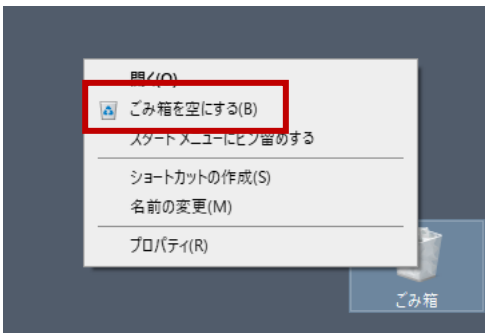 開く(O)
ごみ箱を空にする(B)
スタート メニューにピン留めする
ショートカットの作成(S)
名前の変更(M)
プロパティ(R)
ごみ箱